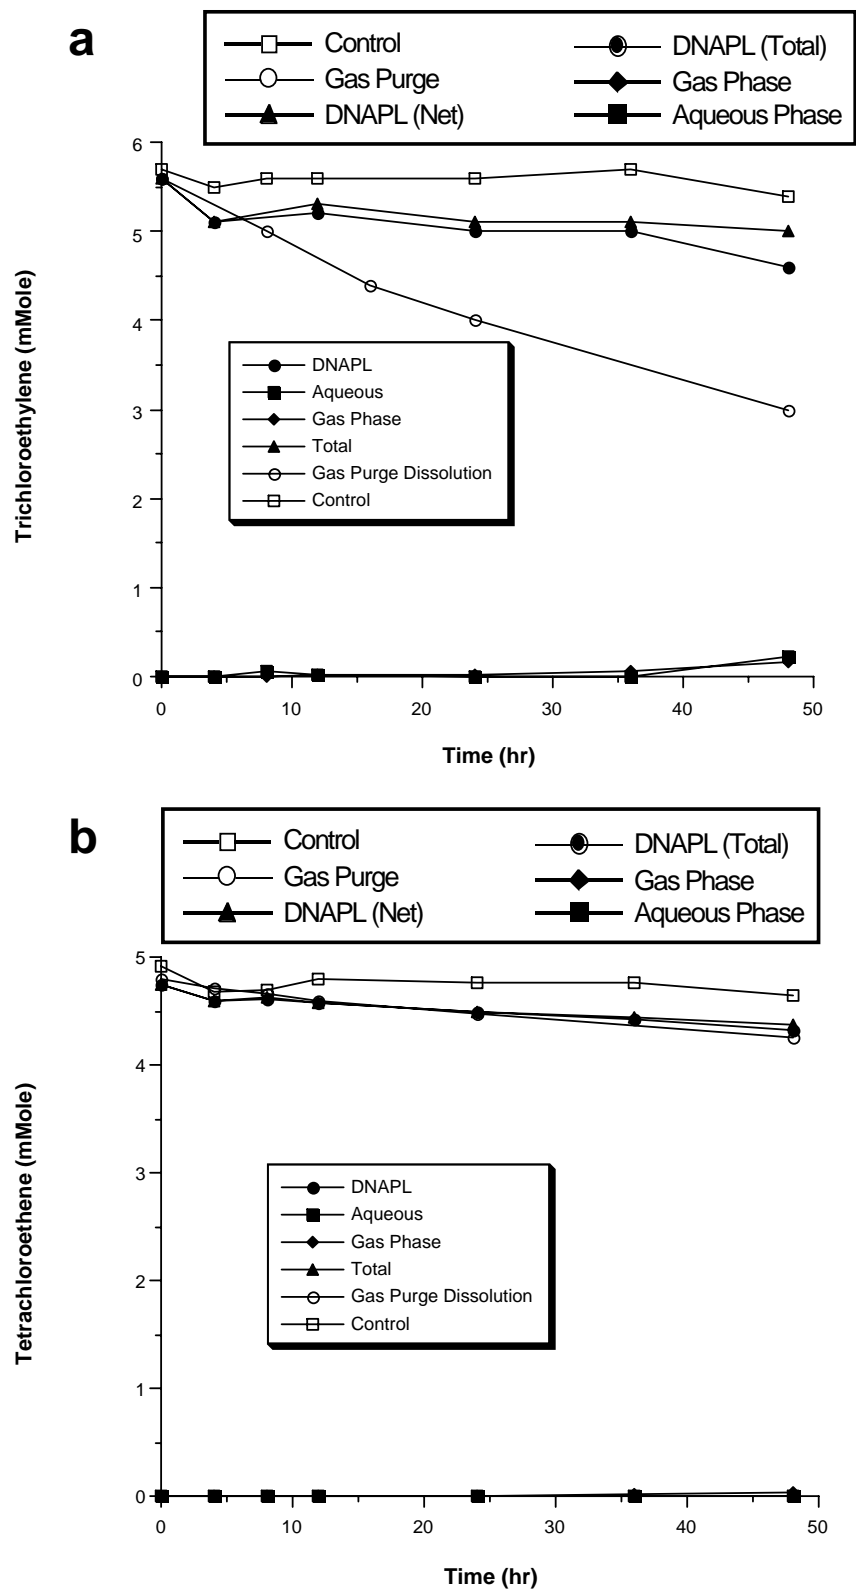 a
Control
Gas Purge
DNAPL (Net)
DNAPL (Total)
Gas Phase
Aqueous Phase
6
5
4
3
2
1
0
Trichloroethylene (mMole)
DNAPL
Aqueous
Gas Phase
Total
Gas Purge Dissolution
Control
0 10 20 30 40 50
Time (hr)
b
Control
Gas Purge
DNAPL (Net)
DNAPL (Total)
Gas Phase
Aqueous Phase
5
4
3
2
1
0
Tetrachloroethene (mMole)
DNAPL
Aqueous
Gas Phase
Total
Gas Purge Dissolution
Control
0 10 20 30 40 50
Time (hr)